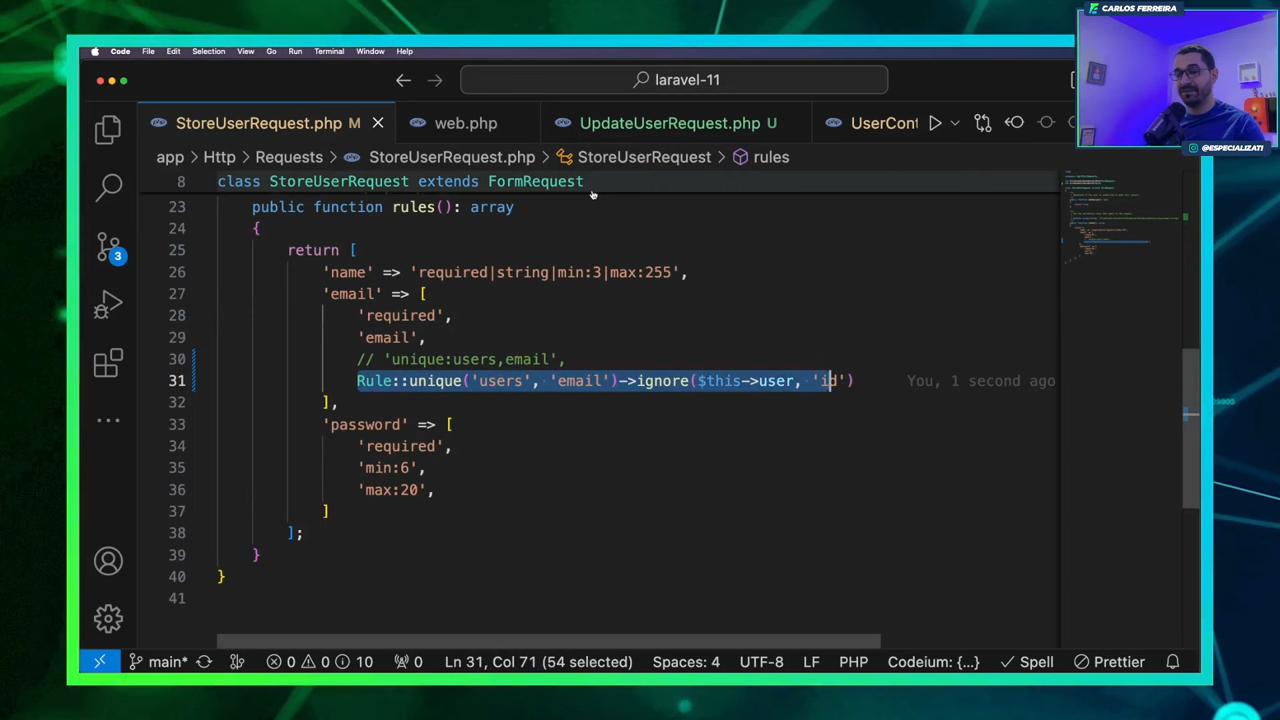 CARLOS FERREIRA
Code File Edit Selection View Go Run Terminal Window Help
laravel-11
StoreUserRequest.php M
web.php
UpdateUserRequest.php U
UserCont
@ESPECIALIZATI
app > Http > Requests > StoreUserRequest.php > StoreUserRequest > rules
8 class StoreUserRequest extends FormRequest
23 public function rules(): array
24 {
25 return [
26 'name' => 'required|string|min:3|max:255',
27 'email' => [
28 'required',
29 'email',
30 // 'unique:users,email',
31 Rule::unique('users', 'email')->ignore($this->user, 'id') You, 1 second ago
32 ],
33 'password' => [
34 'required',
35 'min:6',
36 'max:20',
37 ]
38 ];
39 }
40 }
41
3
main* 0 0 10 0 Ln 31, Col 71 (54 selected) Spaces: 4 UTF-8 LF PHP Codeium: {...} Spell Prettier